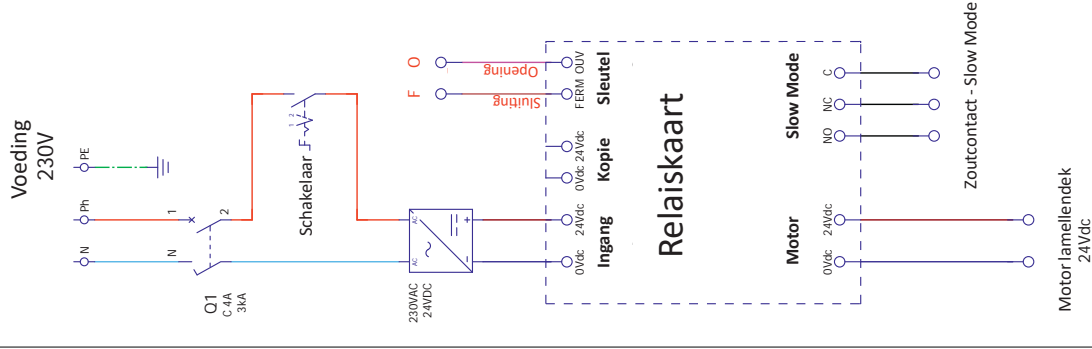 Voeding
230V
N
Ph
PE
N
1
2
Q1
C 4A
3kA
Schakelaar
1 2
230VAC
24VDC
AC
AC
+
−
F
O
Sluiting
Opening
0Vdc
24Vdc
0Vdc
24Vdc
FERM
OUV
Ingang
Kopie
Sleutel
Relaiskaart
Motor
Slow Mode
0Vdc
24Vdc
NO
NC
C
Zoutcontact - Slow Mode
Motor lamellendek
24Vdc